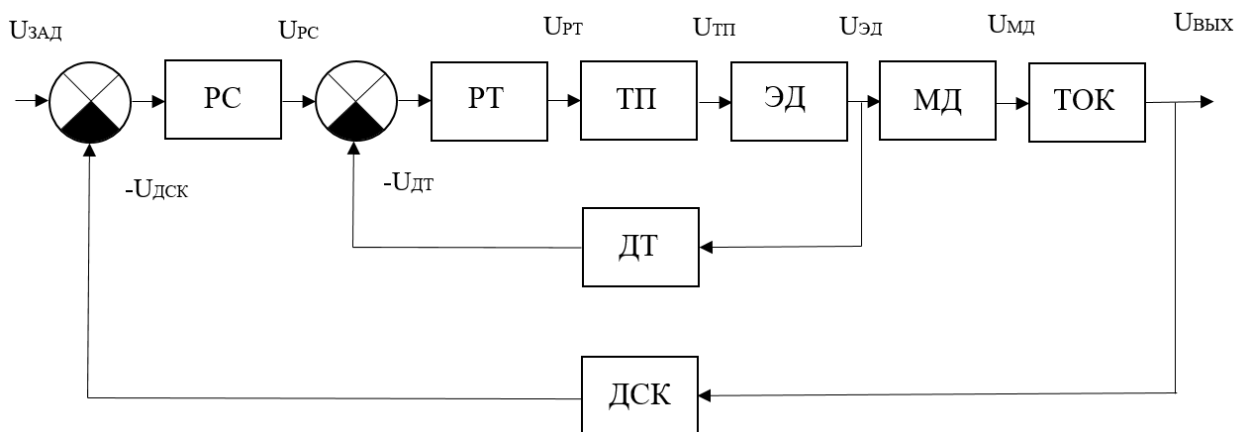 UЗАД
UРС
UРТ
UТП
UЭД
UМД
UВЫХ
РС
РТ
ТП
ЭД
МД
ТОК
-UДСК
-UДТ
ДТ
ДСК